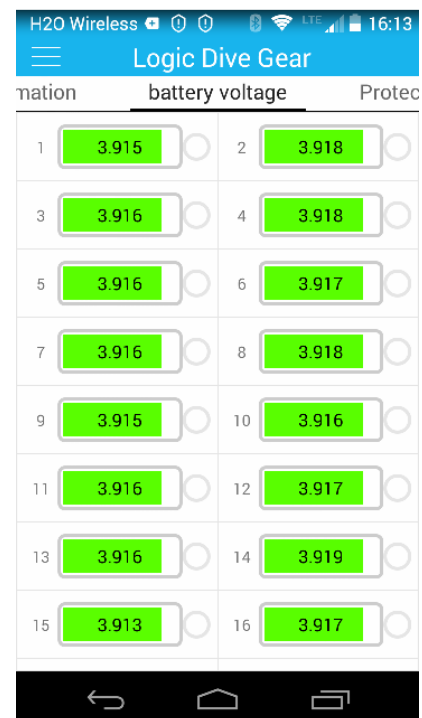 H2O Wireless LTE 16:13
Logic Dive Gear
mation battery voltage Protec
1 3.915 2 3.918
3 3.916 4 3.918
5 3.916 6 3.917
7 3.916 8 3.918
9 3.915 10 3.916
11 3.916 12 3.917
13 3.916 14 3.919
15 3.913 16 3.917